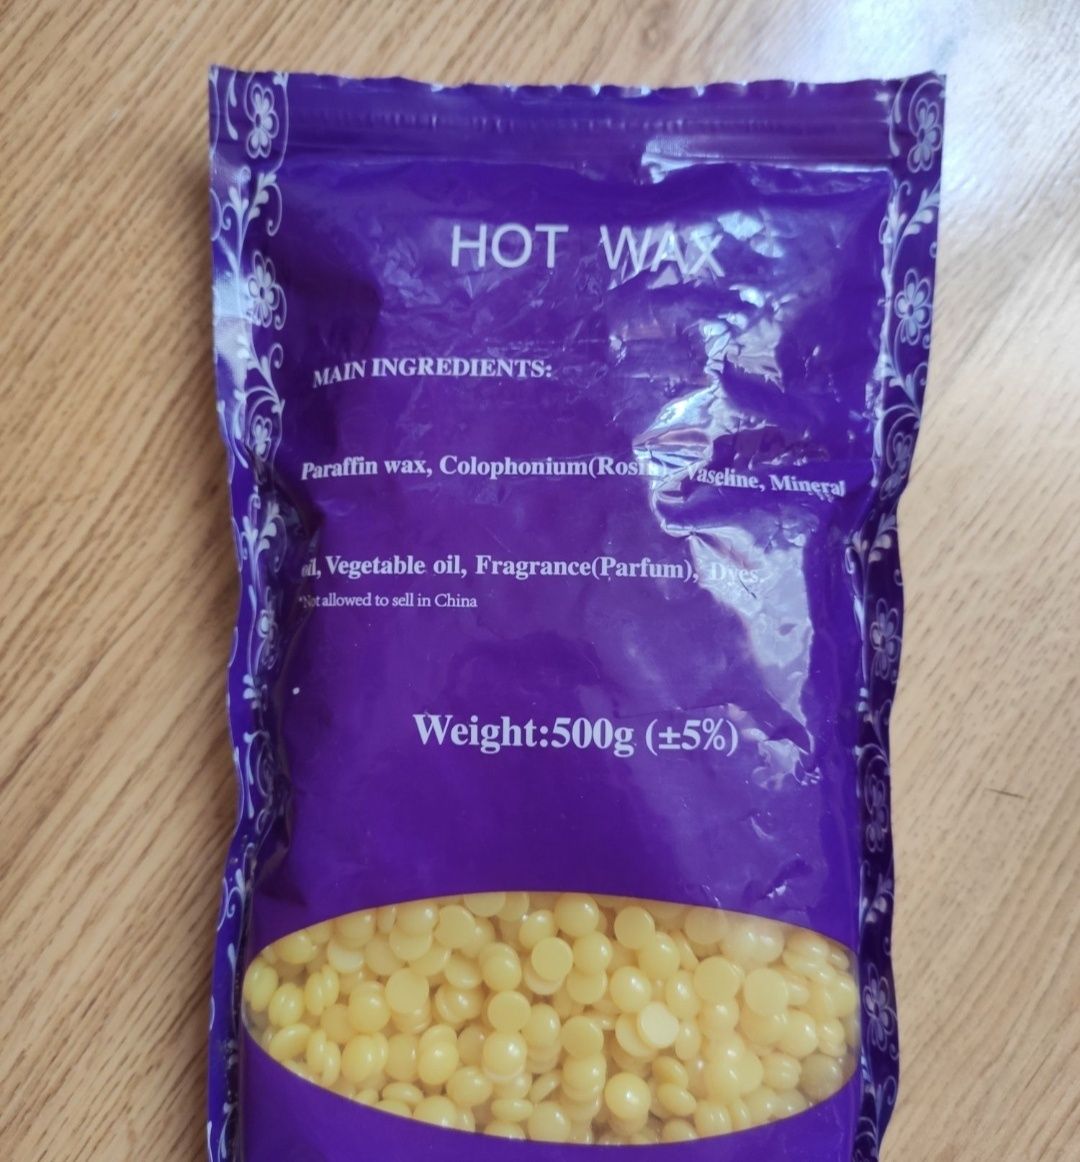 HOT WAX
MAIN INGREDIENTS:
Paraffin wax, Colophonium(Rosin), Vaseline, Mineral
oil, Vegetable oil, Fragrance(Parfum), Dyes.
*Not allowed to sell in China
Weight:500g (±5%)